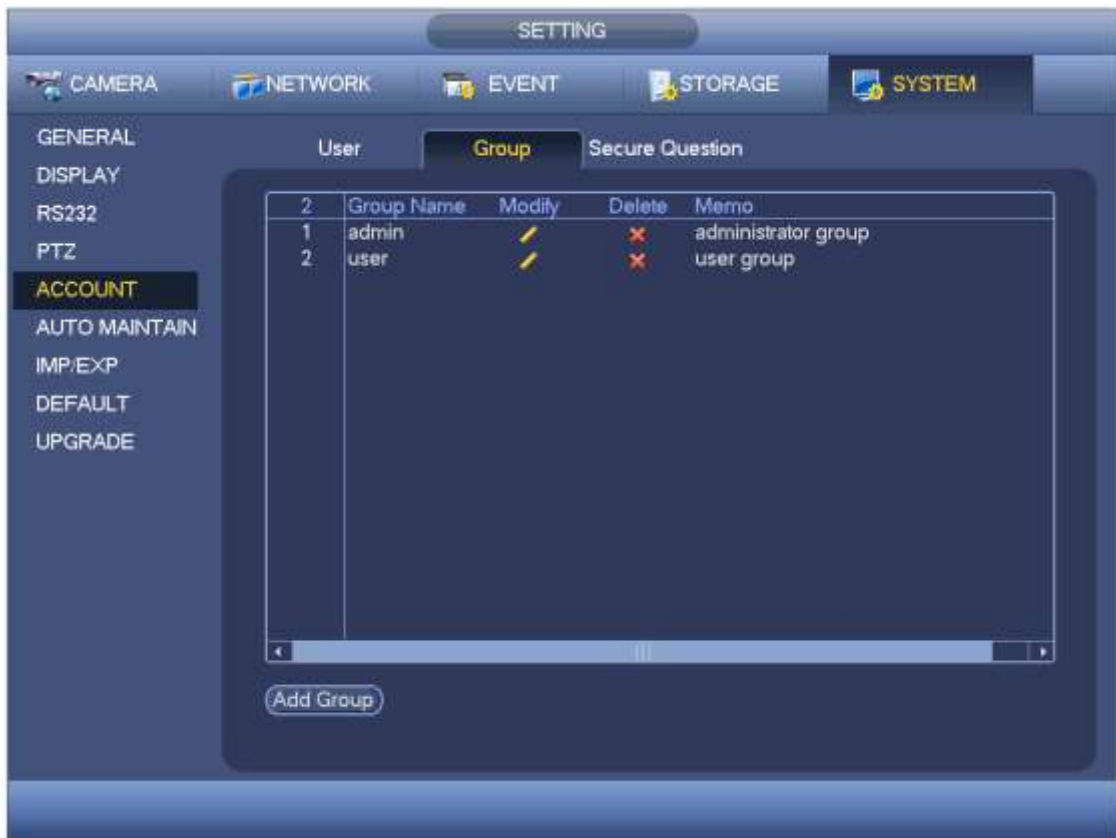 SETTING
CAMERA NETWORK EVENT STORAGE SYSTEM
GENERAL
DISPLAY
RS232
PTZ
ACCOUNT
AUTO MAINTAIN
IMP/EXP
DEFAULT
UPGRADE
User Group Secure Question
2 Group Name Modify Delete Memo
1 admin administrator group
2 user user group
Add Group